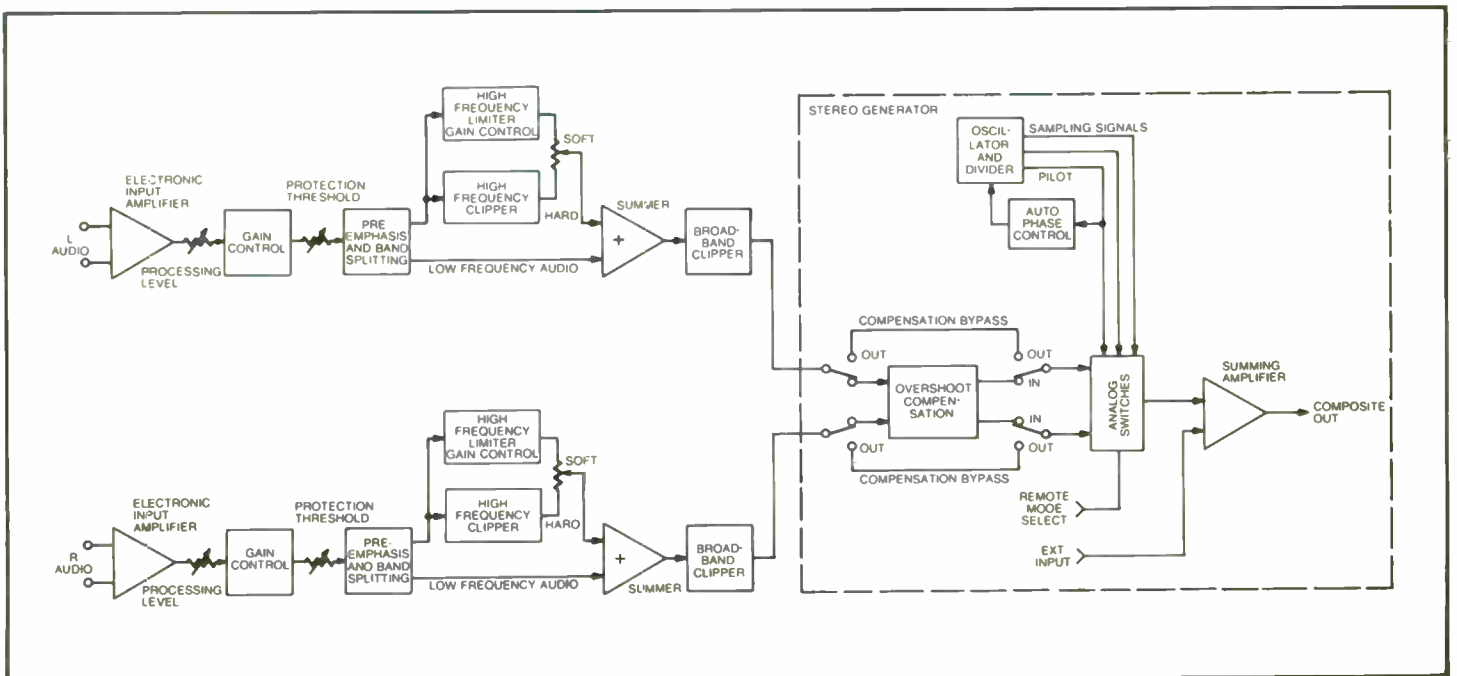 L
AUDIO
ELECTRONIC
INPUT
AMPLIFIER
PROCESSING
LEVEL
GAIN
CONTROL
PROTECTION
THRESHOLD
PRE
EMPHASIS
AND BAND
SPLITTING
HIGH
FREQUENCY
LIMITER
GAIN CONTROL
HIGH
FREQUENCY
CLIPPER
SOFT
HARD
LOW FREQUENCY AUDIO
SUMMER
+
BROAD-
BAND
CLIPPER
STEREO GENERATOR
OSCIL-
LATOR
AND
DIVIDER
SAMPLING SIGNALS
PILOT
AUTO
PHASE
CONTROL
COMPENSATION BYPASS
OUT
OUT
IN
OVERSHOOT
COMPEN-
SATION
IN
OUT
OUT
COMPENSATION BYPASS
ANALOG
SWITCHES
SUMMING
AMPLIFIER
COMPOSITE
OUT
REMOTE
MODE
SELECT
EXT
INPUT
R
AUDIO
ELECTRONIC
INPUT
AMPLIFIER
PROCESSING
LEVEL
GAIN
CONTROL
PROTECTION
THRESHOLD
PRE-
EMPHASIS
AND BAND
SPLITTING
HIGH
FREQUENCY
LIMITER
GAIN CONTROL
HIGH
FREQUENCY
CLIPPER
SOFT
HARD
LOW FREQUENCY AUDIO
+
SUMMER
BROAD-
BAND
CLIPPER